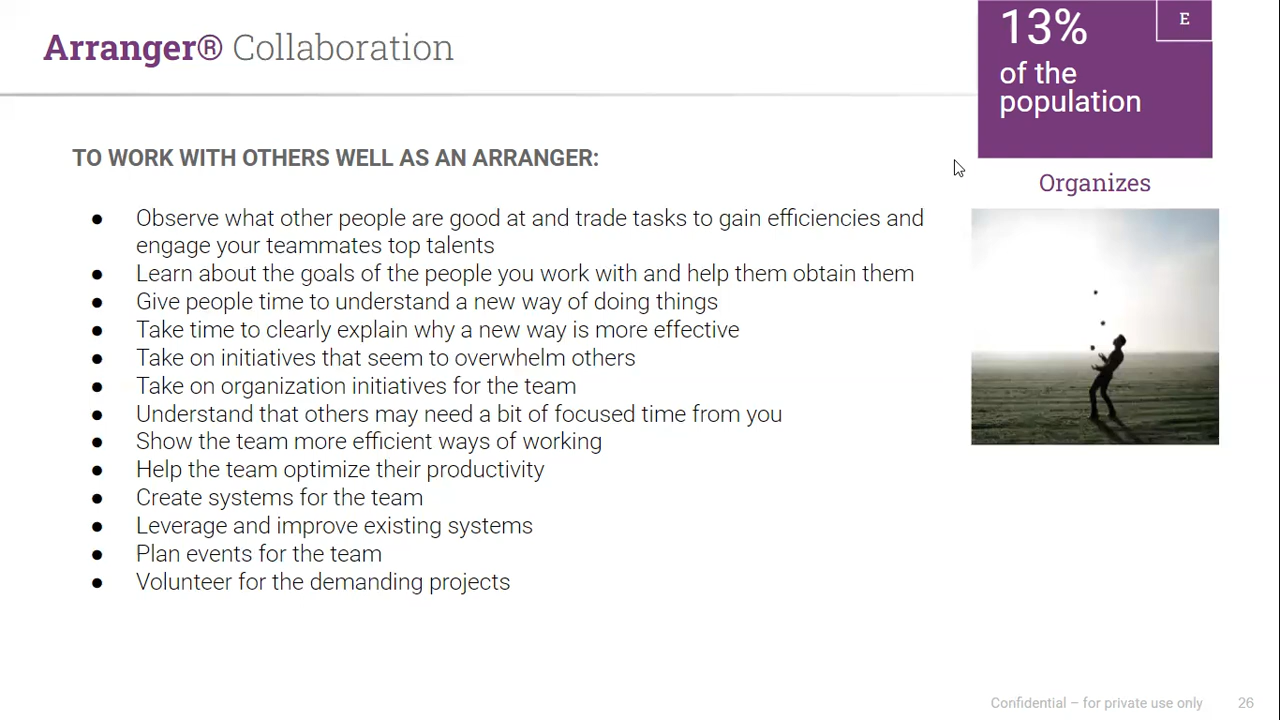 Arranger® Collaboration
13%
E
of the
population
TO WORK WITH OTHERS WELL AS AN ARRANGER:
Organizes
● Observe what other people are good at and trade tasks to gain efficiencies and
engage your teammates top talents
● Learn about the goals of the people you work with and help them obtain them
● Give people time to understand a new way of doing things
● Take time to clearly explain why a new way is more effective
● Take on initiatives that seem to overwhelm others
● Take on organization initiatives for the team
● Understand that others may need a bit of focused time from you
● Show the team more efficient ways of working
● Help the team optimize their productivity
● Create systems for the team
● Leverage and improve existing systems
● Plan events for the team
● Volunteer for the demanding projects
Confidential – for private use only 26